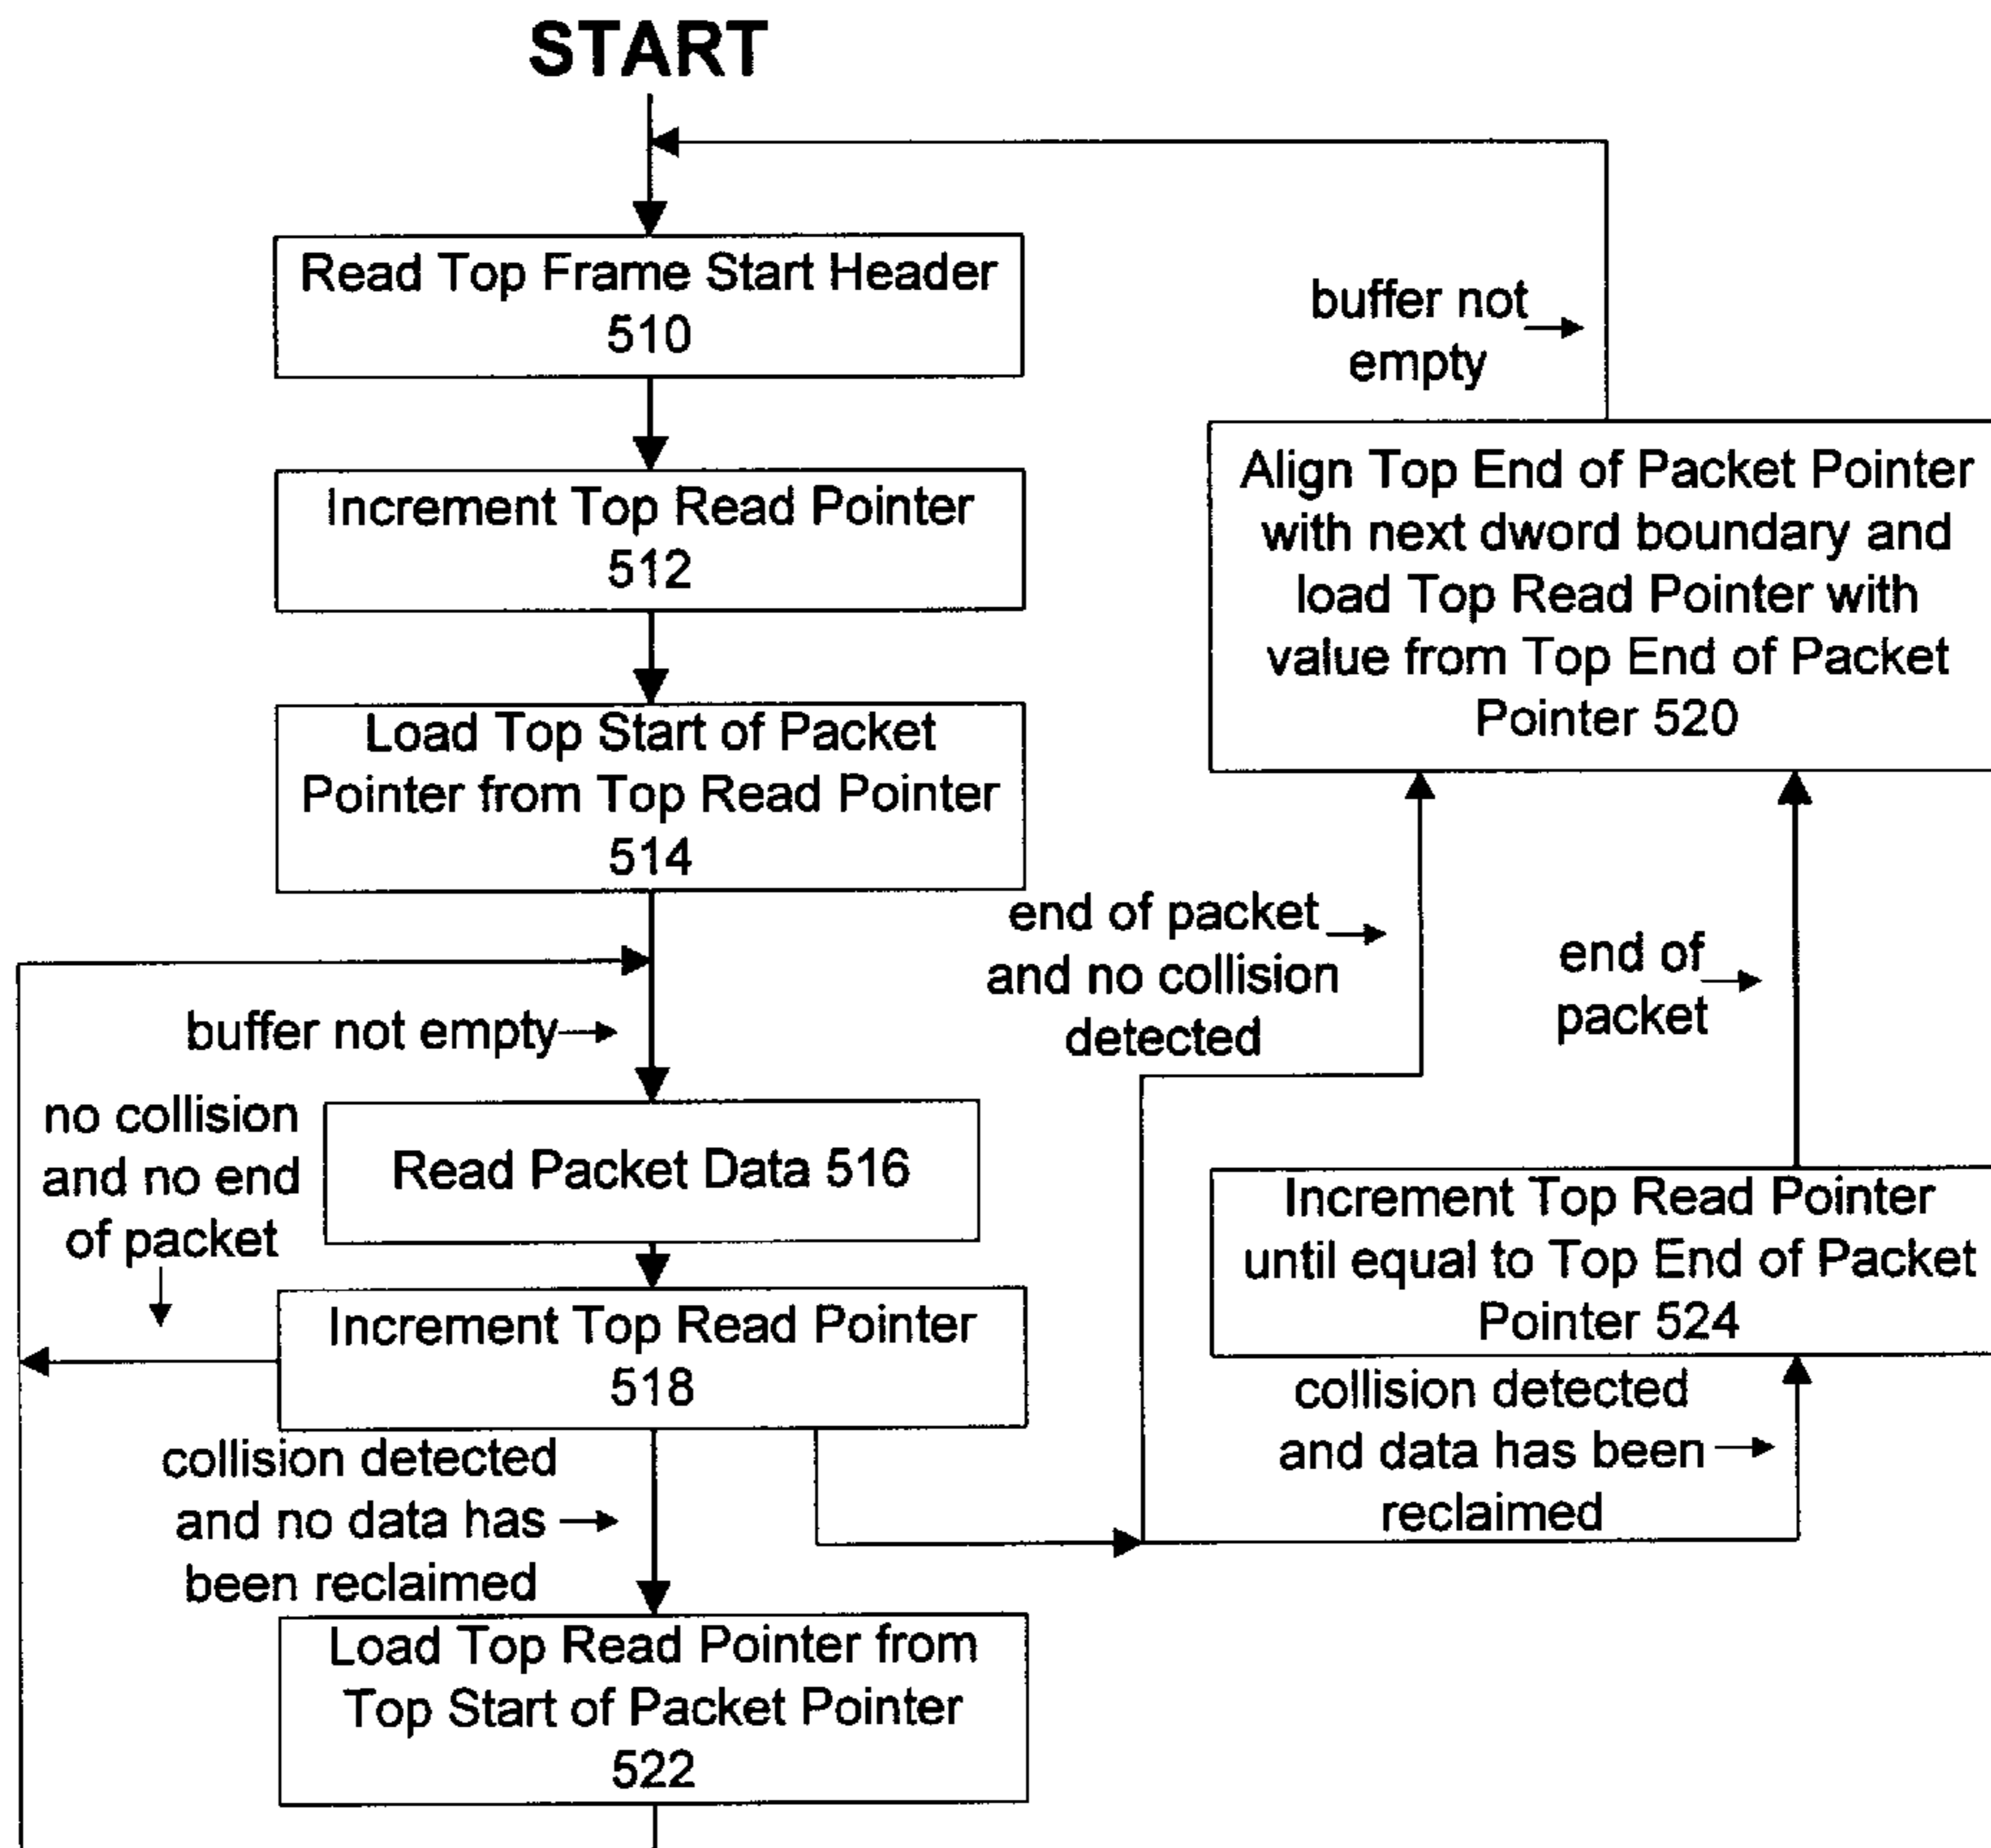 START
Read Top Frame Start Header
510
Increment Top Read Pointer
512
Load Top Start of Packet
Pointer from Top Read Pointer
514
buffer not empty
Read Packet Data 516
no collision
and no end
of packet
Increment Top Read Pointer
518
collision detected
and no data has
been reclaimed
Load Top Read Pointer from
Top Start of Packet Pointer
522
buffer not
empty
Align Top End of Packet Pointer
with next dword boundary and
load Top Read Pointer with
value from Top End of Packet
Pointer 520
end of packet
and no collision
detected
end of
packet
Increment Top Read Pointer
until equal to Top End of Packet
Pointer 524
collision detected
and data has been
reclaimed